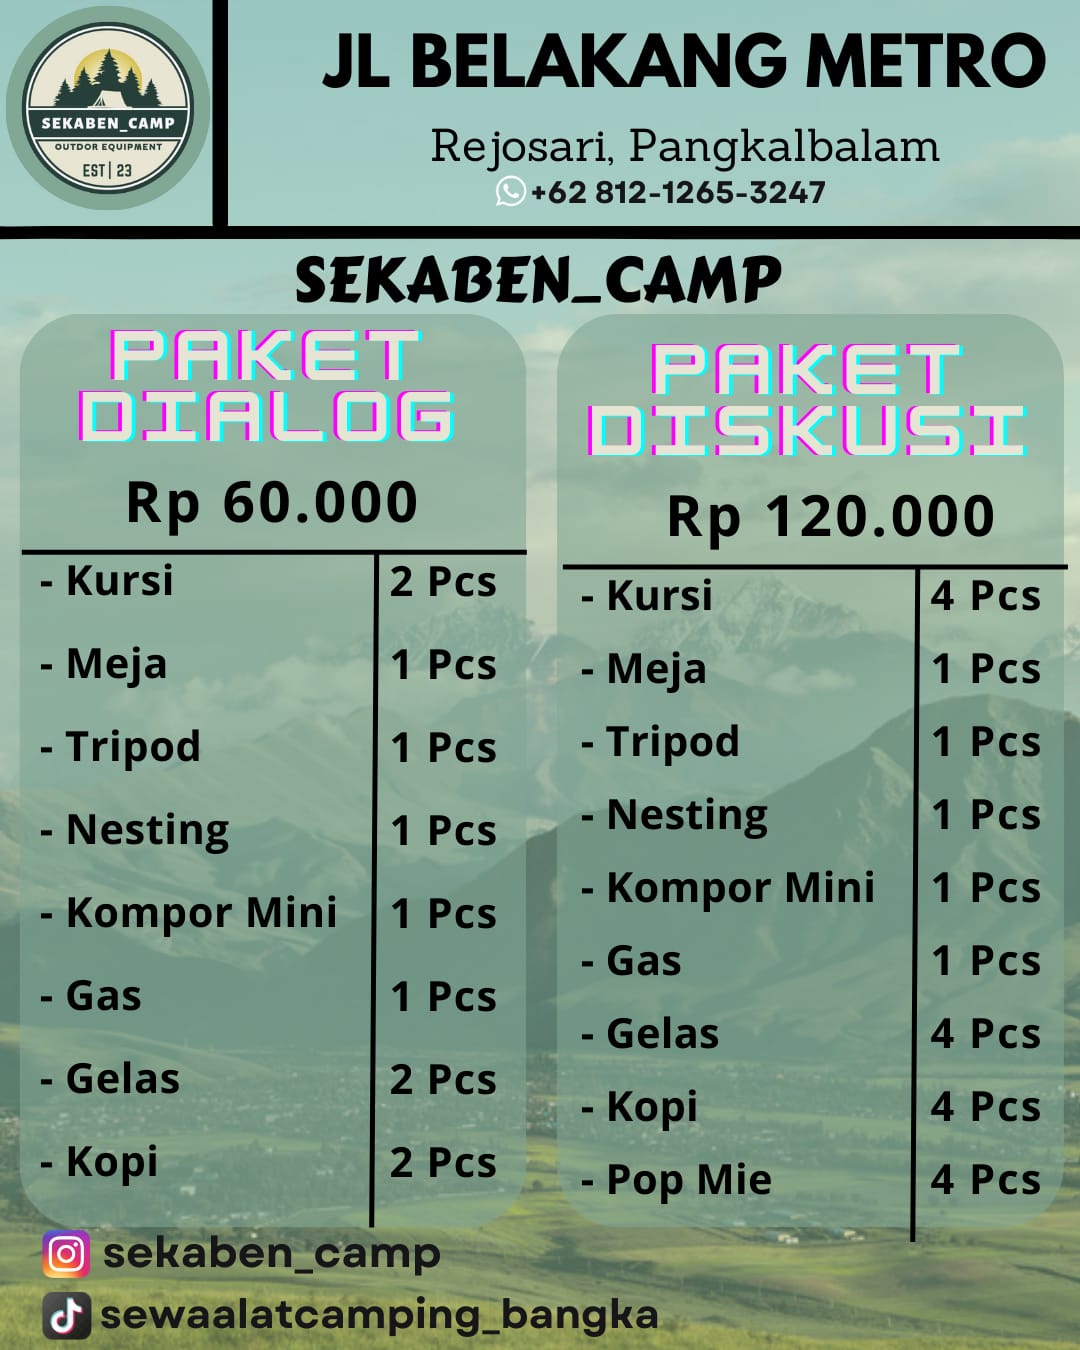 SEKABEN_CAMP
OUTDOR EQUIPMENT
EST| 23
JL BELAKANG METRO
Rejosari, Pangkalbalam
+62 812-1265-3247
SEKABEN_CAMP
PAKET
DIALOG
Rp 60.000
- Kursi 2 Pcs
- Meja 1 Pcs
- Tripod 1 Pcs
- Nesting 1 Pcs
- Kompor Mini 1 Pcs
- Gas 1 Pcs
- Gelas 2 Pcs
- Kopi 2 Pcs
PAKET
DISKUSI
Rp 120.000
- Kursi 4 Pcs
- Meja 1 Pcs
- Tripod 1 Pcs
- Nesting 1 Pcs
- Kompor Mini 1 Pcs
- Gas 1 Pcs
- Gelas 4 Pcs
- Kopi 4 Pcs
- Pop Mie 4 Pcs
sekaben_camp
sewaalatcamping_bangka